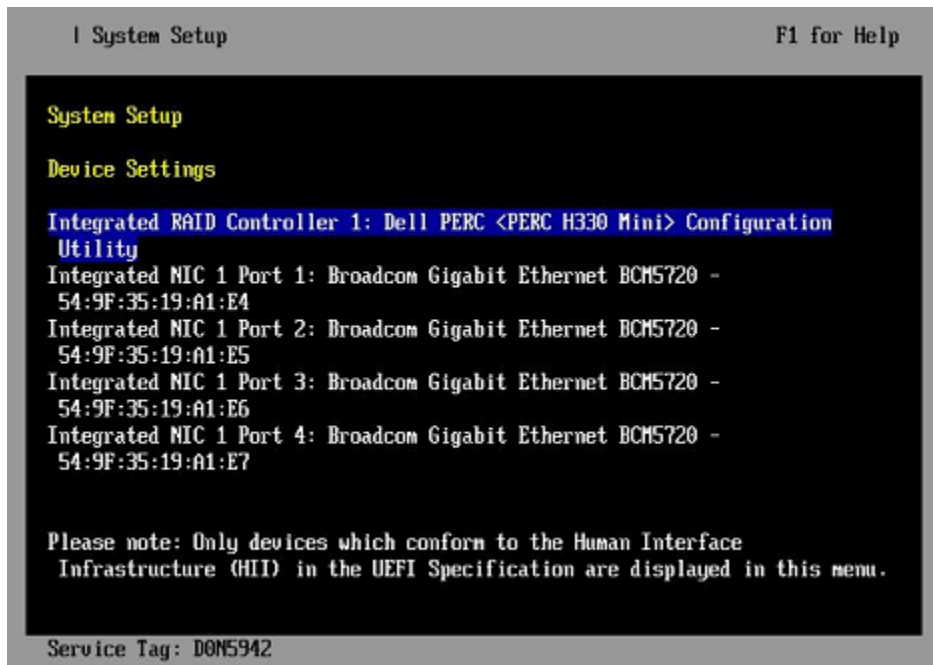 | System Setup F1 for Help
System Setup
Device Settings
Integrated RAID Controller 1: Dell PERC <PERC H330 Mini> Configuration
Utility
Integrated NIC 1 Port 1: Broadcom Gigabit Ethernet BCM5720 -
54:9F:35:19:A1:E4
Integrated NIC 1 Port 2: Broadcom Gigabit Ethernet BCM5720 -
54:9F:35:19:A1:E5
Integrated NIC 1 Port 3: Broadcom Gigabit Ethernet BCM5720 -
54:9F:35:19:A1:E6
Integrated NIC 1 Port 4: Broadcom Gigabit Ethernet BCM5720 -
54:9F:35:19:A1:E7
Please note: Only devices which conform to the Human Interface
Infrastructure (HII) in the UEFI Specification are displayed in this menu.
Service Tag: D0N5942